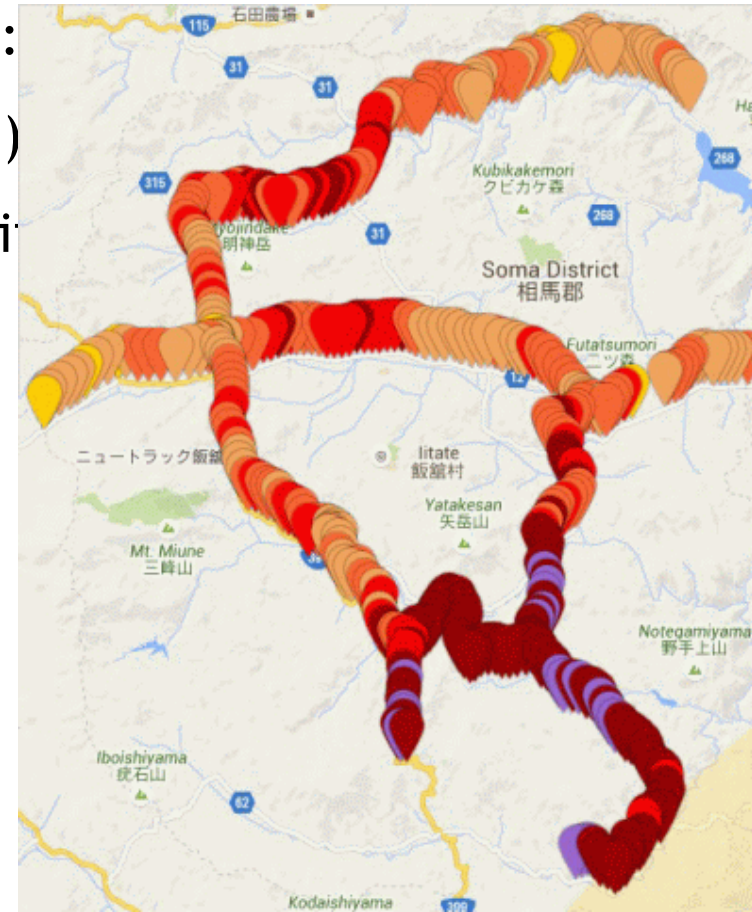 :
石田農場
115
31
31
)
Kubikakemori
クビカケ森
268
315
268
i
31
明神岳
Soma District
相馬郡
Futatsumori
二ツ森
12
ニュートラック飯舘
Iitate
飯舘村
Yatakesan
矢岳山
Mt. Miune
三峰山
Notegamiyama
野手上山
Iboishiyama
疣石山
62
Kodaishiyama
399